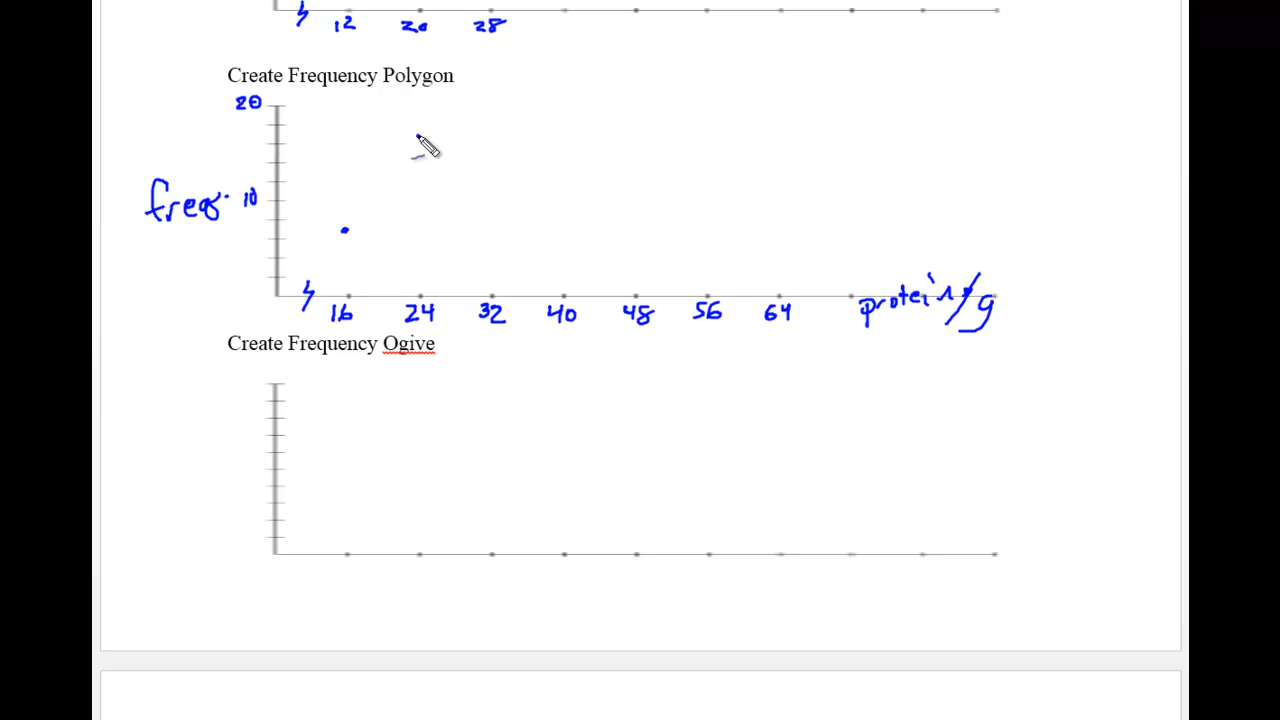 12 20 28
Create Frequency Polygon
20
freq. 10
protein/g
16 24 32 40 48 56 64
Create Frequency Ogive